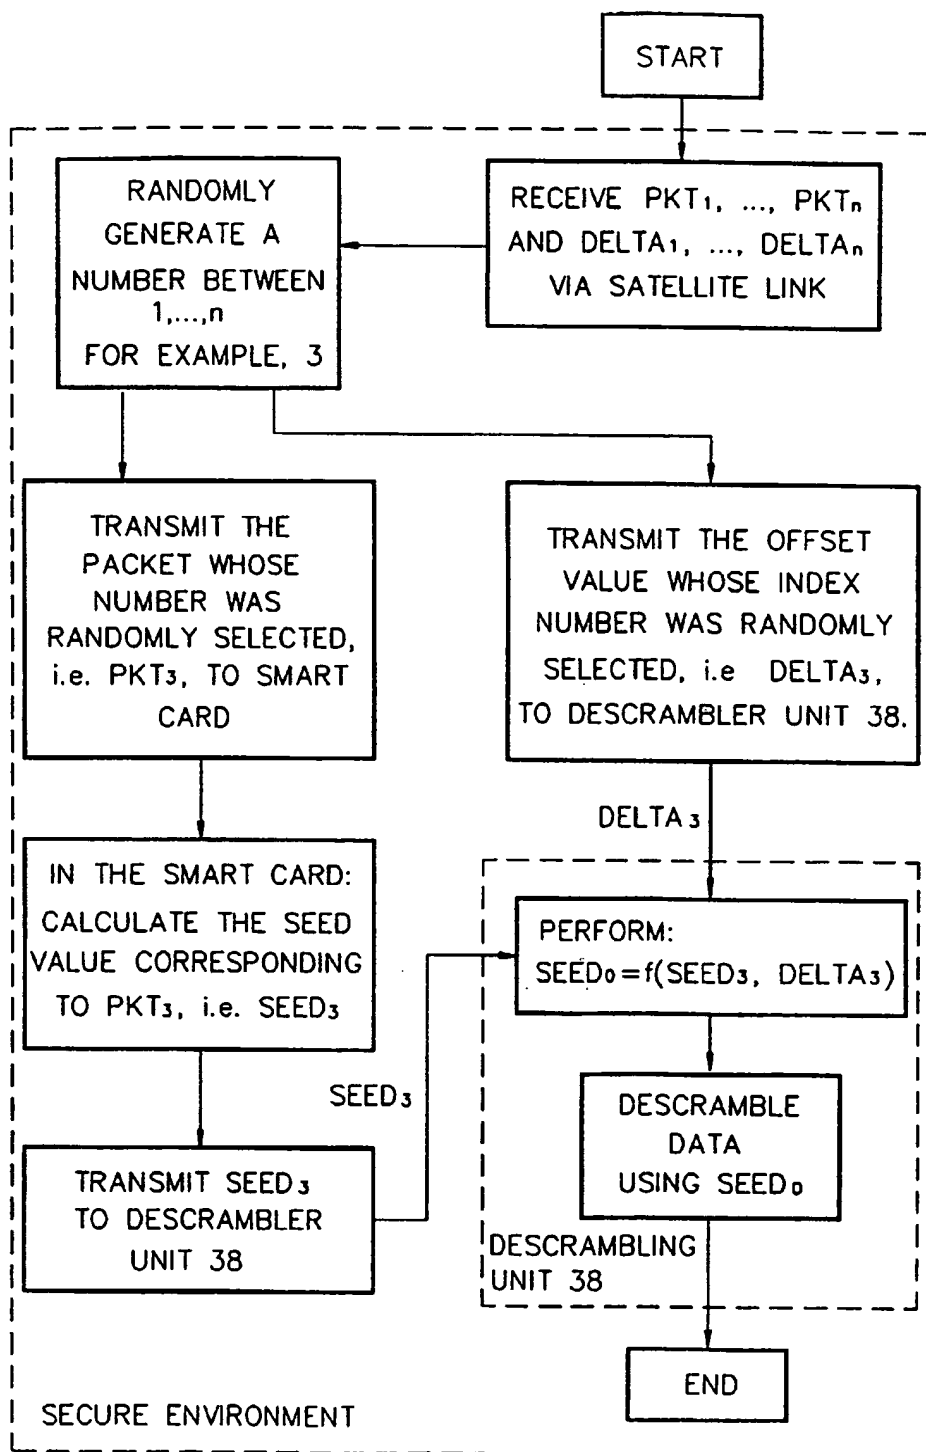 START
RECEIVE PKT₁, ..., PKTₙ
AND DELTA₁, ..., DELTAₙ
VIA SATELLITE LINK
RANDOMLY
GENERATE A
NUMBER BETWEEN
1,...,n
FOR EXAMPLE, 3
TRANSMIT THE
PACKET WHOSE
NUMBER WAS
RANDOMLY SELECTED,
i.e. PKT₃, TO SMART
CARD
TRANSMIT THE OFFSET
VALUE WHOSE INDEX
NUMBER WAS RANDOMLY
SELECTED, i.e DELTA₃,
TO DESCRAMBLER UNIT 38.
DELTA₃
IN THE SMART CARD:
CALCULATE THE SEED
VALUE CORRESPONDING
TO PKT₃, i.e. SEED₃
SEED₃
TRANSMIT SEED₃
TO DESCRAMBLER
UNIT 38
PERFORM:
SEED₀=f(SEED₃, DELTA₃)
DESCRAMBLE
DATA
USING SEED₀
DESCRAMBLING
UNIT 38
END
SECURE ENVIRONMENT